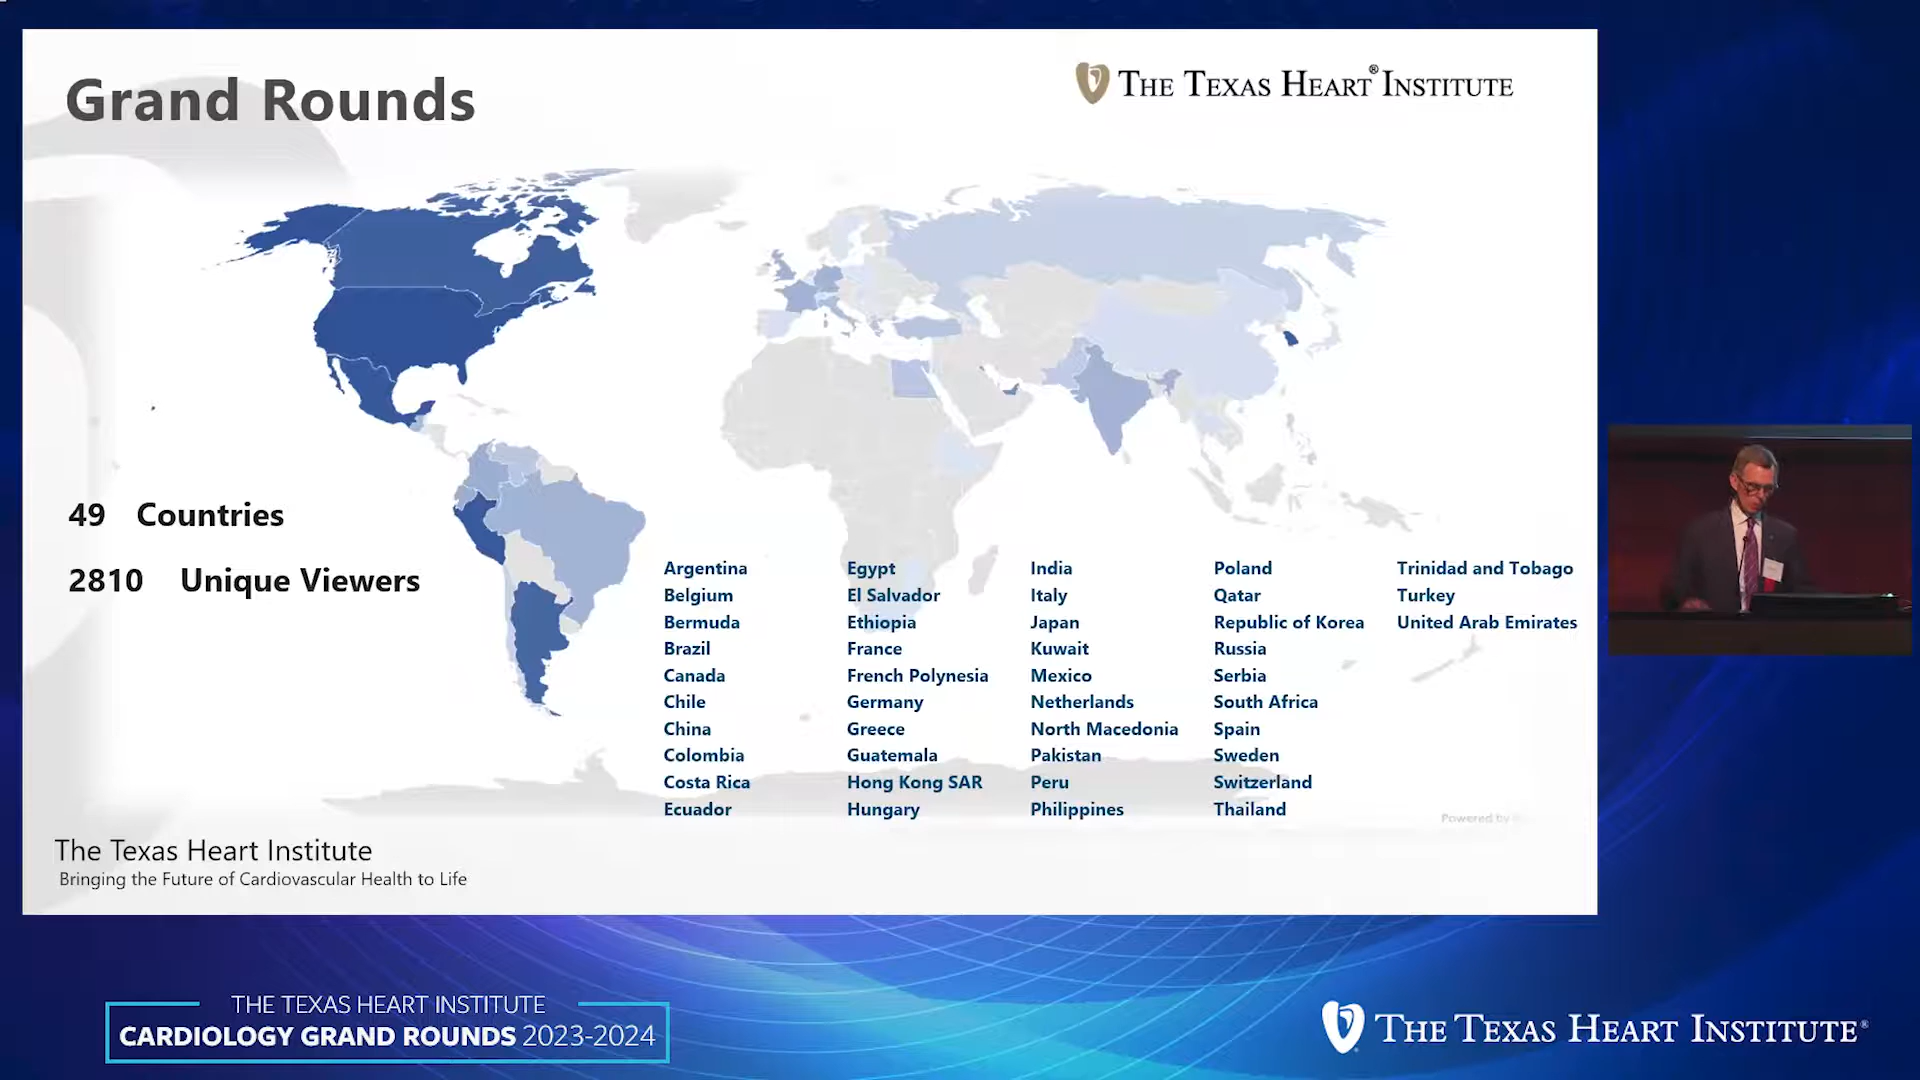 Grand Rounds
THE TEXAS HEART® INSTITUTE
49 Countries
2810 Unique Viewers
Argentina
Belgium
Bermuda
Brazil
Canada
Chile
China
Colombia
Costa Rica
Ecuador
Egypt
El Salvador
Ethiopia
France
French Polynesia
Germany
Greece
Guatemala
Hong Kong SAR
Hungary
India
Italy
Japan
Kuwait
Mexico
Netherlands
North Macedonia
Pakistan
Peru
Philippines
Poland
Qatar
Republic of Korea
Russia
Serbia
South Africa
Spain
Sweden
Switzerland
Thailand
Trinidad and Tobago
Turkey
United Arab Emirates
Powered by
The Texas Heart Institute
Bringing the Future of Cardiovascular Health to Life
THE TEXAS HEART INSTITUTE
CARDIOLOGY GRAND ROUNDS 2023-2024
THE TEXAS HEART INSTITUTE®